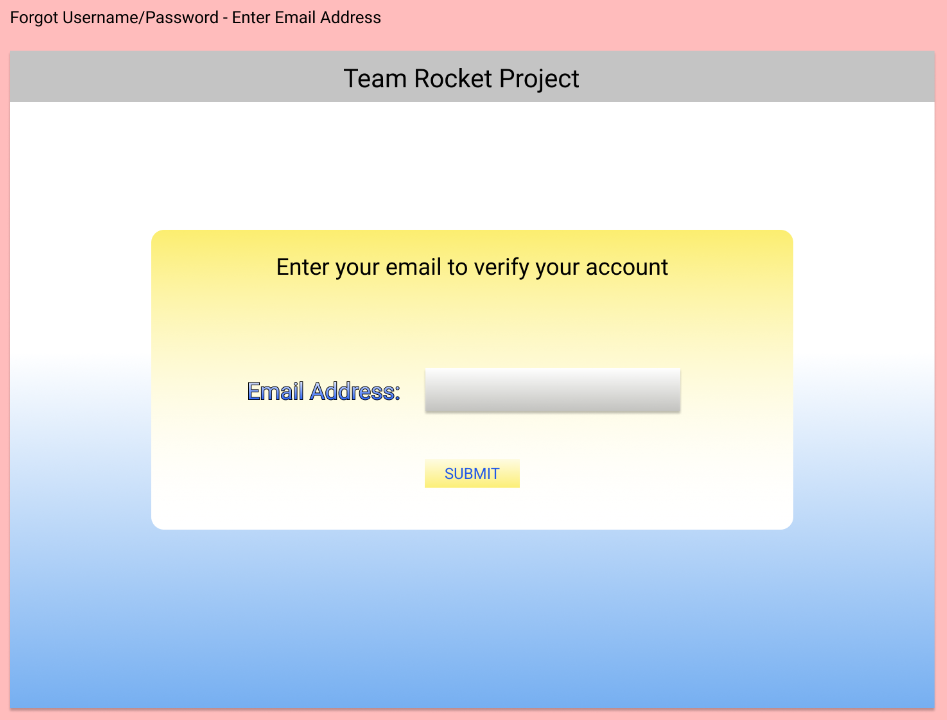 Forgot Username/Password - Enter Email Address
Team Rocket Project
Enter your email to verify your account
Email Address:
SUBMIT